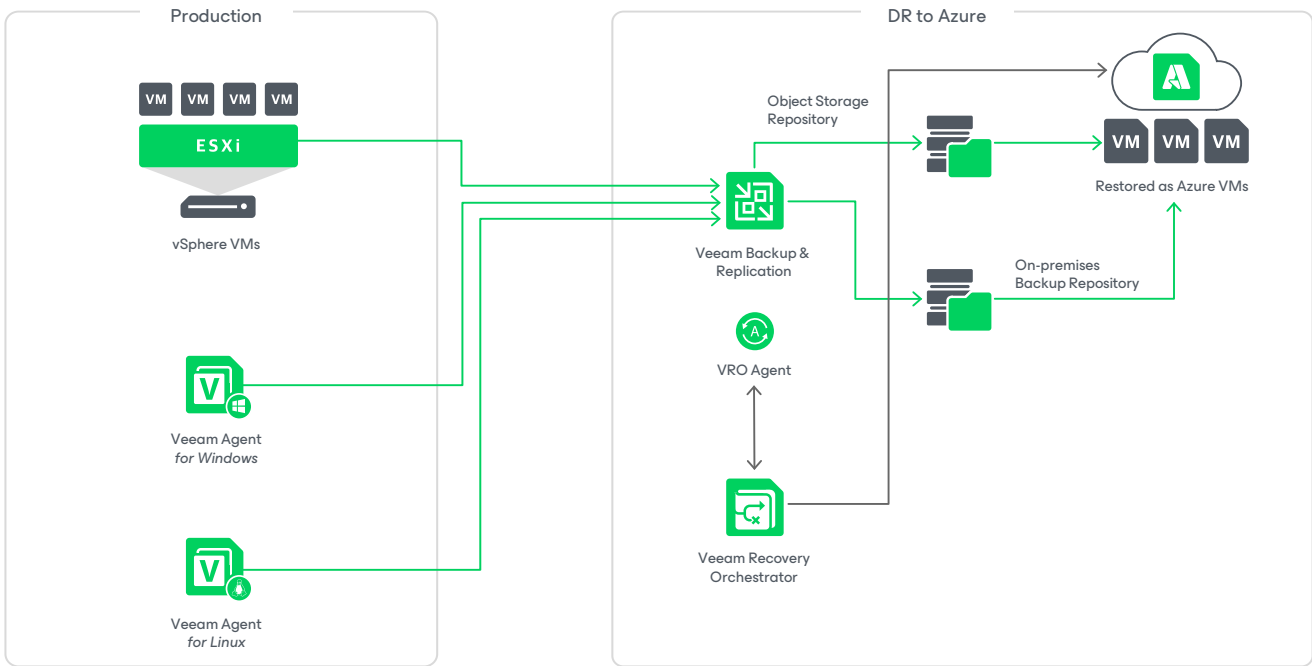 Production
VM VM VM VM
ESXi
vSphere VMs
V
Veeam Agent
for Windows
V
Veeam Agent
for Linux
DR to Azure
Object Storage
Repository
A
VM VM VM
Restored as Azure VMs
Veeam Backup &
Replication
On-premises
Backup Repository
A
VRO Agent
Veeam Recovery
Orchestrator